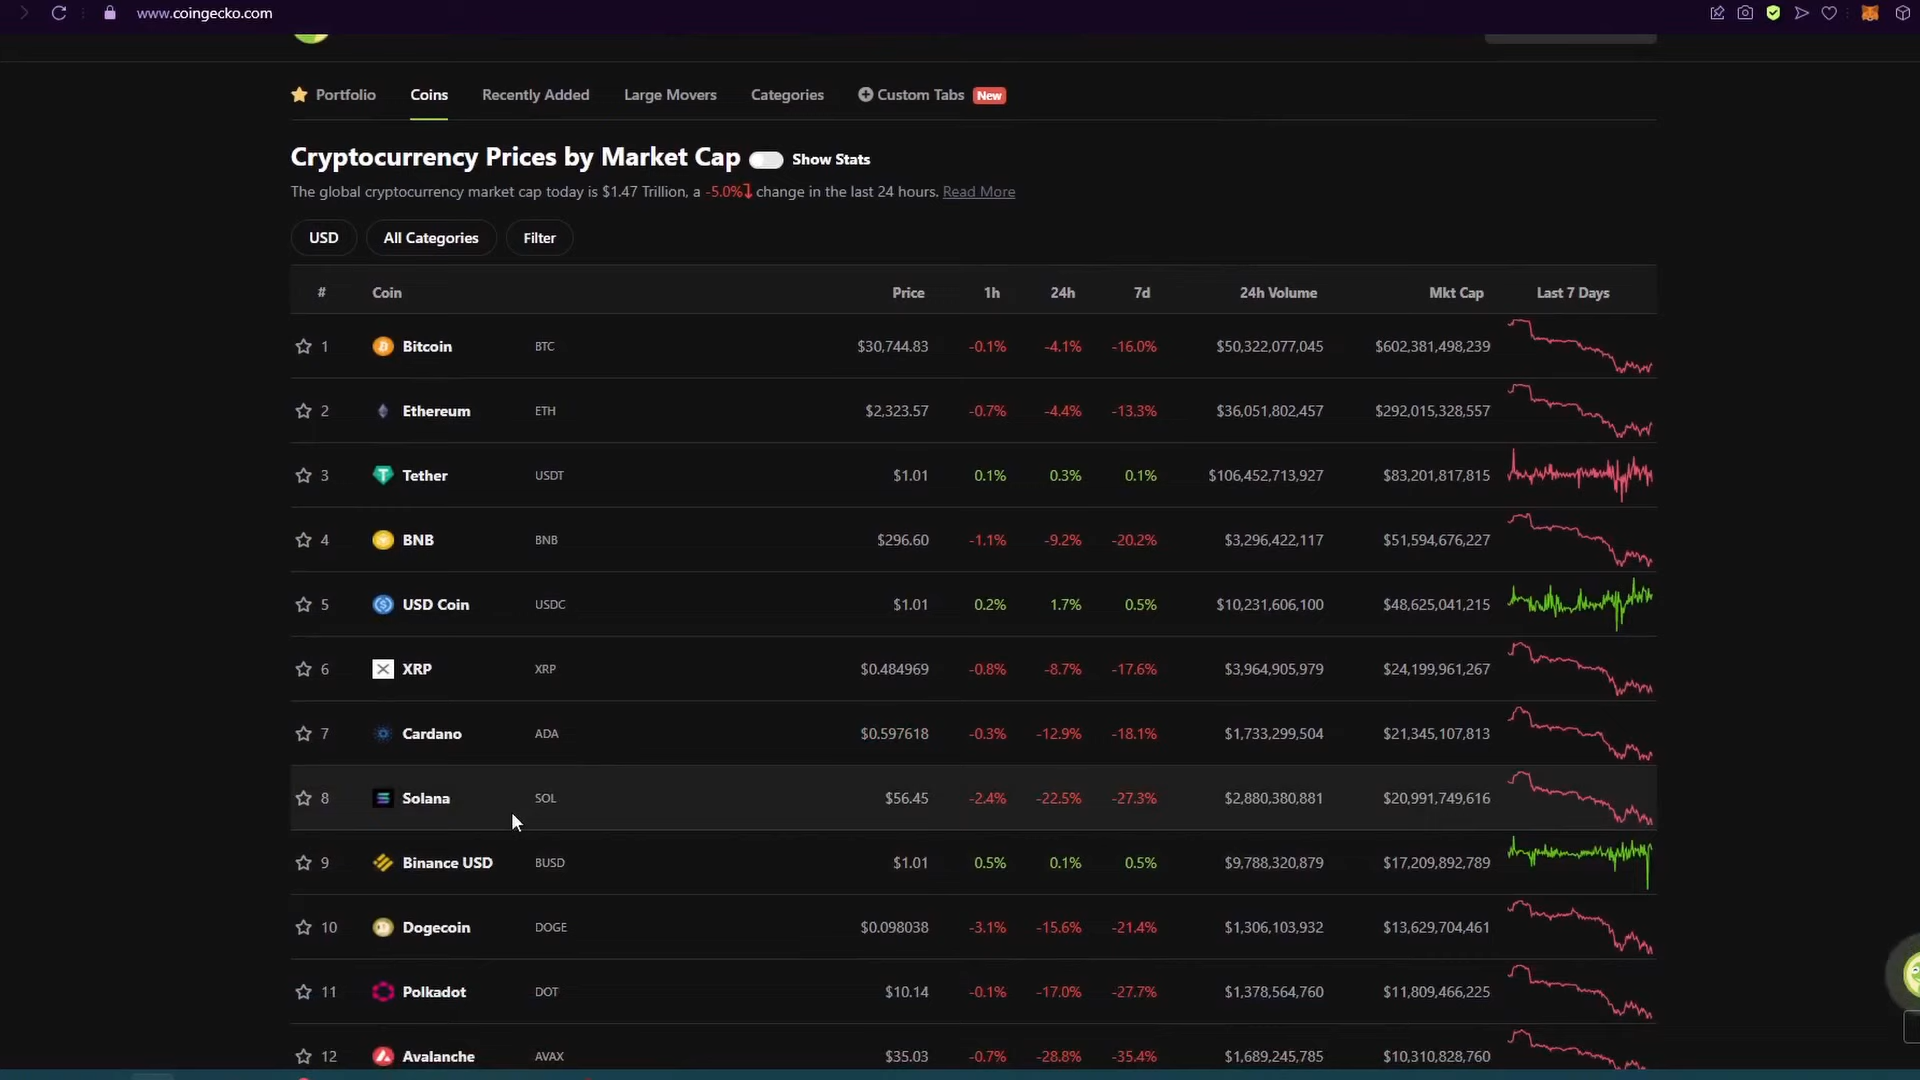 www.coingecko.com
Portfolio Coins Recently Added Large Movers Categories Custom Tabs New
Cryptocurrency Prices by Market Cap Show Stats
The global cryptocurrency market cap today is $1.47 Trillion, a -5.0% change in the last 24 hours. Read More
USD All Categories Filter
# Coin Price 1h 24h 7d 24h Volume Mkt Cap Last 7 Days
1 Bitcoin BTC $30,744.83 -0.1% -4.1% -16.0% $50,322,077,045 $602,381,498,239
2 Ethereum ETH $2,323.57 -0.7% -4.4% -13.3% $36,051,802,457 $292,015,328,557
3 Tether USDT $1.01 0.1% 0.3% 0.1% $106,452,713,927 $83,201,817,815
4 BNB BNB $296.60 -1.1% -9.2% -20.2% $3,296,422,117 $51,594,676,227
5 USD Coin USDC $1.01 0.2% 1.7% 0.5% $10,231,606,100 $48,625,041,215
6 XRP XRP $0.484969 -0.8% -8.7% -17.6% $3,964,905,979 $24,199,961,267
7 Cardano ADA $0.597618 -0.3% -12.9% -18.1% $1,733,299,504 $21,345,107,813
8 Solana SOL $56.45 -2.4% -22.5% -27.3% $2,880,380,881 $20,991,749,616
9 Binance USD BUSD $1.01 0.5% 0.1% 0.5% $9,788,320,879 $17,209,892,789
10 Dogecoin DOGE $0.098038 -3.1% -15.6% -21.4% $1,306,103,932 $13,629,704,461
11 Polkadot DOT $10.14 -0.1% -17.0% -27.7% $1,378,564,760 $11,809,466,225
12 Avalanche AVAX $35.03 -0.7% -28.8% -35.4% $1,689,245,785 $10,310,828,760